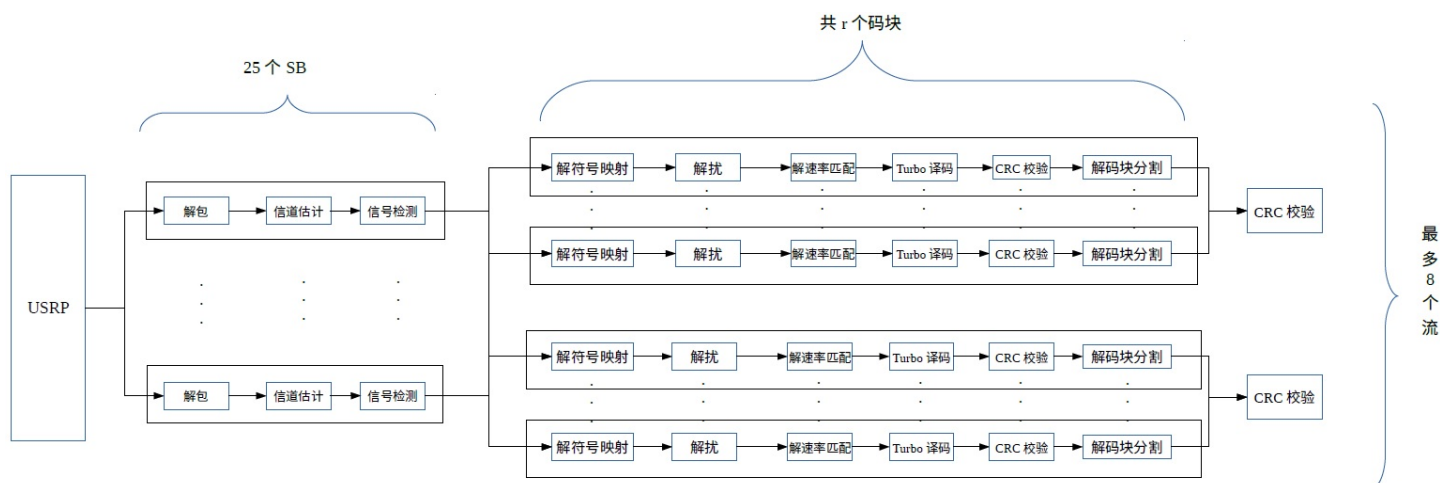 共 r 个码块
25 个 SB
解符号映射 解扰 解速率匹配 Turbo 译码 CRC 校验 解码块分割
解包 信道估计 信号检测
CRC 校验
解符号映射 解扰 解速率匹配 Turbo 译码 CRC 校验 解码块分割
USRP
解符号映射 解扰 解速率匹配 Turbo 译码 CRC 校验 解码块分割
解包 信道估计 信号检测
CRC 校验
解符号映射 解扰 解速率匹配 Turbo 译码 CRC 校验 解码块分割
最
多
8
个
流